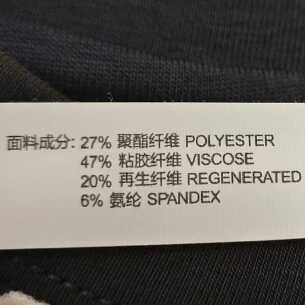 面料成分: 27% 聚酯纤维 POLYESTER
47% 粘胶纤维 VISCOSE
20% 再生纤维 REGENERATED
6% 氨纶 SPANDEX